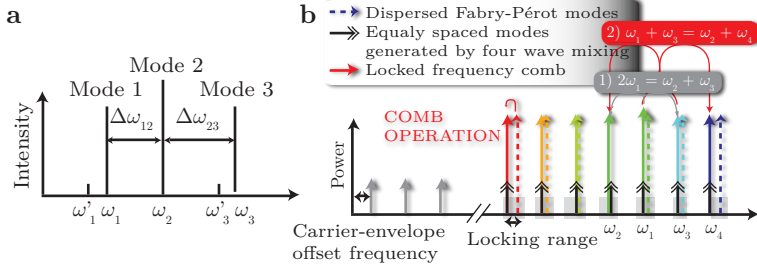 a
Mode 2
Mode 1
Mode 3
Δω₁₂
Δω₂₃
Intensity
ω'₁ ω₁ ω₂ ω'₃ ω₃
b
Dispersed Fabry-Pérot modes
Equaly spaced modes
generated by four wave mixing
Locked frequency comb
2) ω₁ + ω₃ = ω₂ + ω₄
1) 2ω₁ = ω₂ + ω₃
COMB
OPERATION
Power
Carrier-envelope
offset frequency
Locking range
ω₂ ω₁ ω₃ ω₄